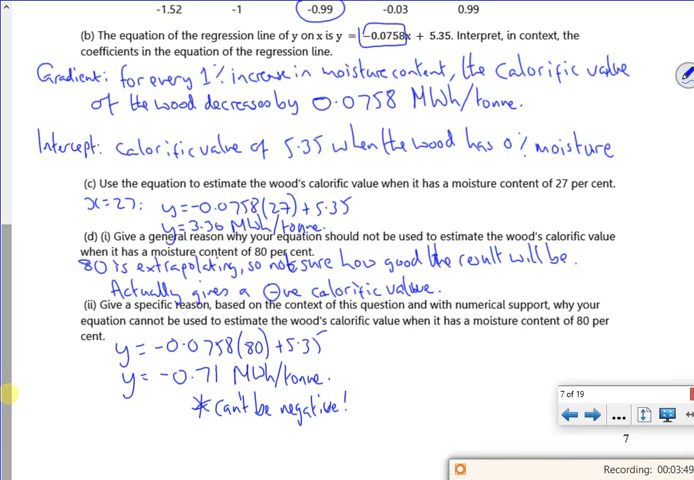 -1.52 -1 -0.99 -0.03 0.99
(b) The equation of the regression line of y on x is y = -0.0758x + 5.35. Interpret, in context, the
coefficients in the equation of the regression line.
Gradient: for every 1% increase in moisture content, the calorific value
of the wood decreases by 0.0758 MWh/tonne.
Intercept: calorific value of 5.35 when the wood has 0% moisture
(c) Use the equation to estimate the wood's calorific value when it has a moisture content of 27 per cent.
x=27: y=-0.0758(27)+5.35
y=3.30 MWh/tonne.
(d) (i) Give a general reason why your equation should not be used to estimate the wood's calorific value
when it has a moisture content of 80 per cent.
80 is extrapolating, so not sure how good the result will be.
Actually gives a -ve calorific value.
(ii) Give a specific reason, based on the context of this question and with numerical support, why your
equation cannot be used to estimate the wood's calorific value when it has a moisture content of 80 per
cent.
y = -0.0758(80)+5.35
y = -0.71 MWh/tonne.
*can't be negative!
7 of 19
7
Recording: 00:03:49